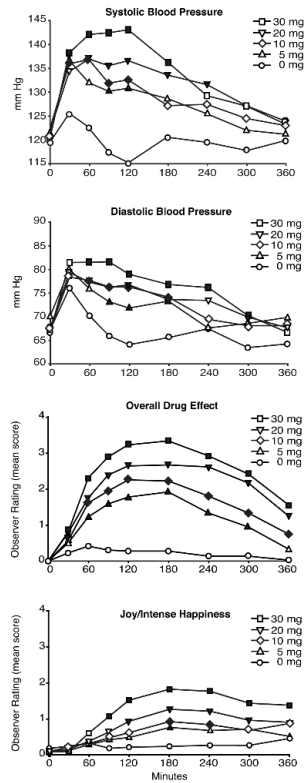 Systolic Blood Pressure
145
140
135
130
125
120
115
mm Hg
30 mg
20 mg
10 mg
5 mg
0 mg
0 60 120 180 240 300 360
Diastolic Blood Pressure
90
85
80
75
70
65
60
mm Hg
30 mg
20 mg
10 mg
5 mg
0 mg
0 60 120 180 240 300 360
Overall Drug Effect
4
3
2
1
0
Observer Rating (mean score)
30 mg
20 mg
10 mg
5 mg
0 mg
0 60 120 180 240 300 360
Joy/Intense Happiness
4
3
2
1
0
Observer Rating (mean score)
30 mg
20 mg
10 mg
5 mg
0 mg
0 60 120 180 240 300 360
Minutes